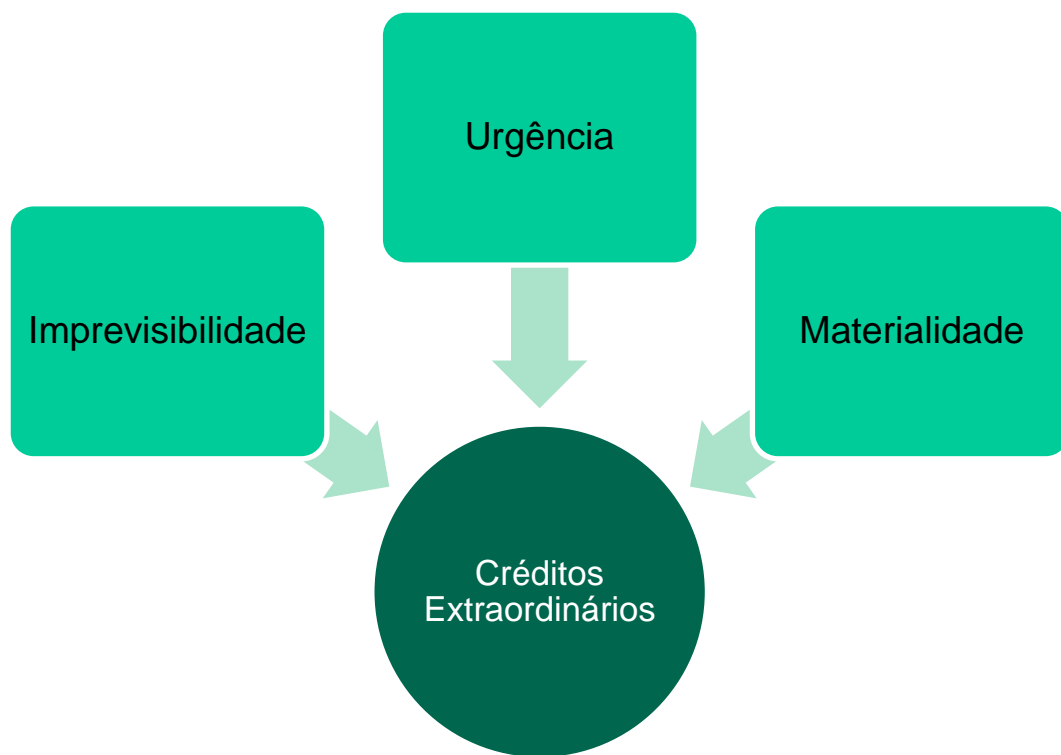 Urgência
Imprevisibilidade
Materialidade
Créditos
Extraordinários